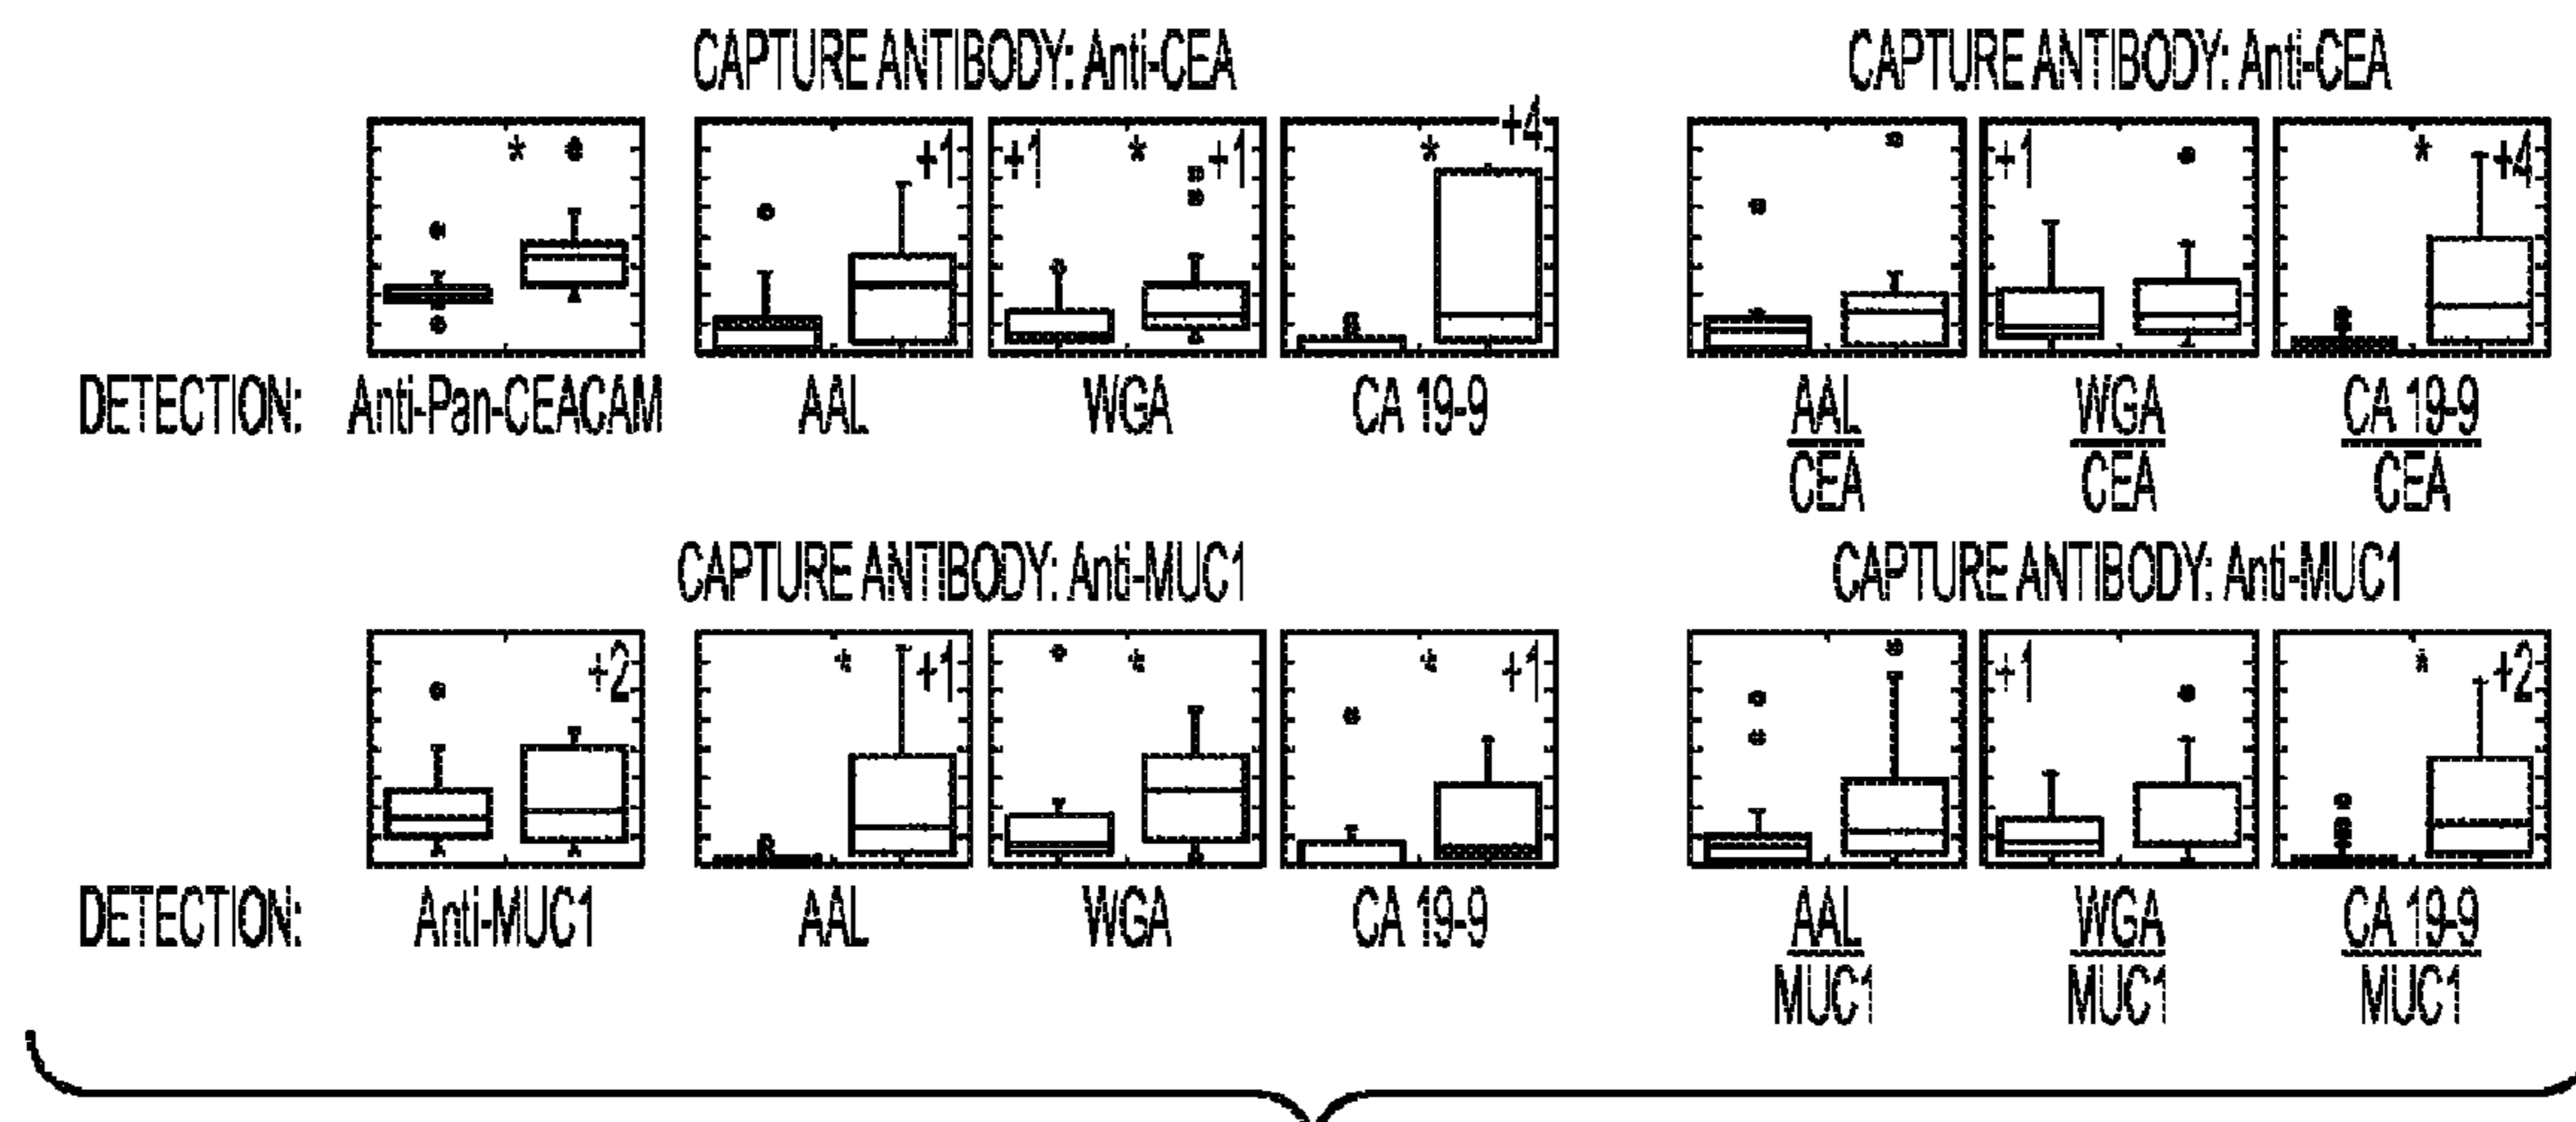 CAPTURE ANTIBODY: Anti-CEA CAPTURE ANTIBODY: Anti-CEA
* +1 +1 * +1 * +4 +1 * +4
DETECTION: Anti-Pan-CEACAM AAL WGA CA 19-9 AAL WGA CA 19-9
CEA CEA CEA
CAPTURE ANTIBODY: Anti-MUC1 CAPTURE ANTIBODY: Anti-MUC1
+2 * +1 * * +1 +1 * +2
DETECTION: Anti-MUC1 AAL WGA CA 19-9 AAL WGA CA 19-9
MUC1 MUC1 MUC1